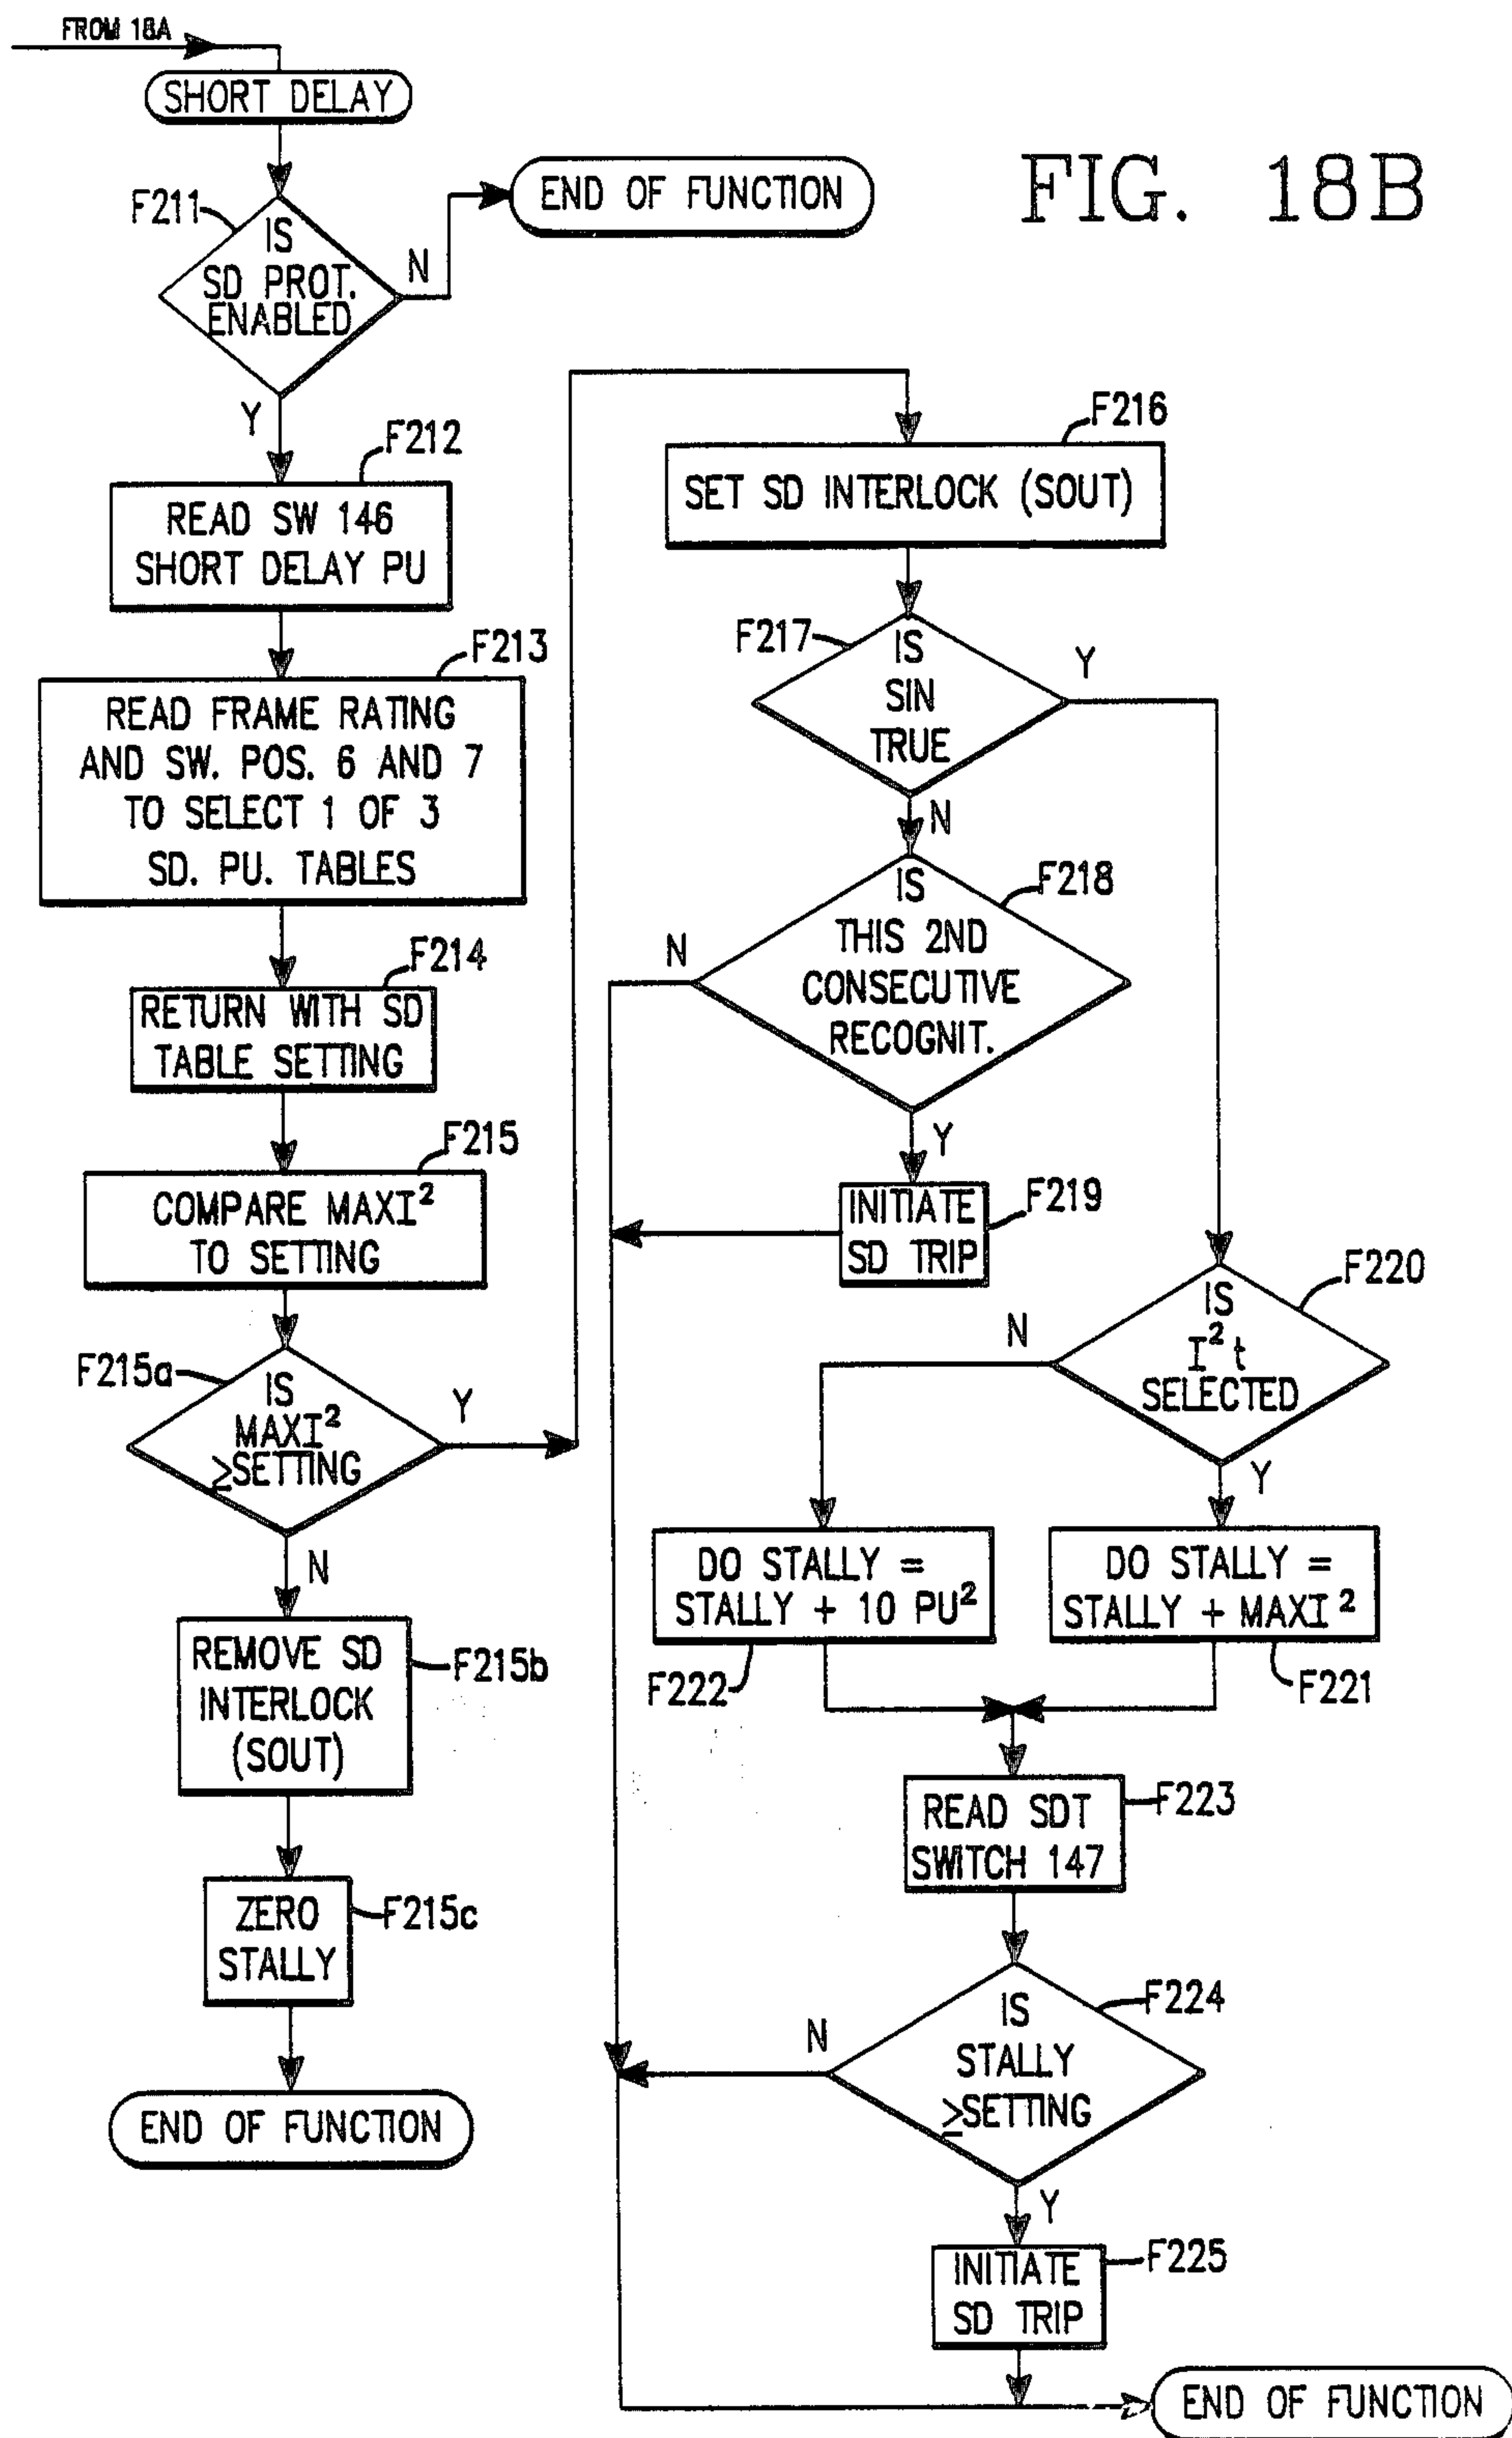 FROM 18A
SHORT DELAY
FIG. 18B
F211
IS
SD PROT.
ENABLED
N
END OF FUNCTION
Y
F212
READ SW 146
SHORT DELAY PU
F213
READ FRAME RATING
AND SW. POS. 6 AND 7
TO SELECT 1 OF 3
SD. PU. TABLES
F214
RETURN WITH SD
TABLE SETTING
F215
COMPARE MAXI²
TO SETTING
F215a
IS
MAXI²
≥SETTING
Y
N
REMOVE SD
INTERLOCK
(SOUT)
F215b
ZERO
STALLY
F215c
END OF FUNCTION
F216
SET SD INTERLOCK (SOUT)
F217
IS
SIN
TRUE
Y
N
F218
IS
THIS 2ND
CONSECUTIVE
RECOGNIT.
N
Y
F219
INITIATE
SD TRIP
F220
IS
I²t
SELECTED
N
Y
DO STALLY =
STALLY + 10 PU²
F222
DO STALLY =
STALLY + MAXI²
F221
READ SDT
SWITCH 147
F223
F224
IS
STALLY
≥SETTING
N
Y
INITIATE
SD TRIP
F225
END OF FUNCTION